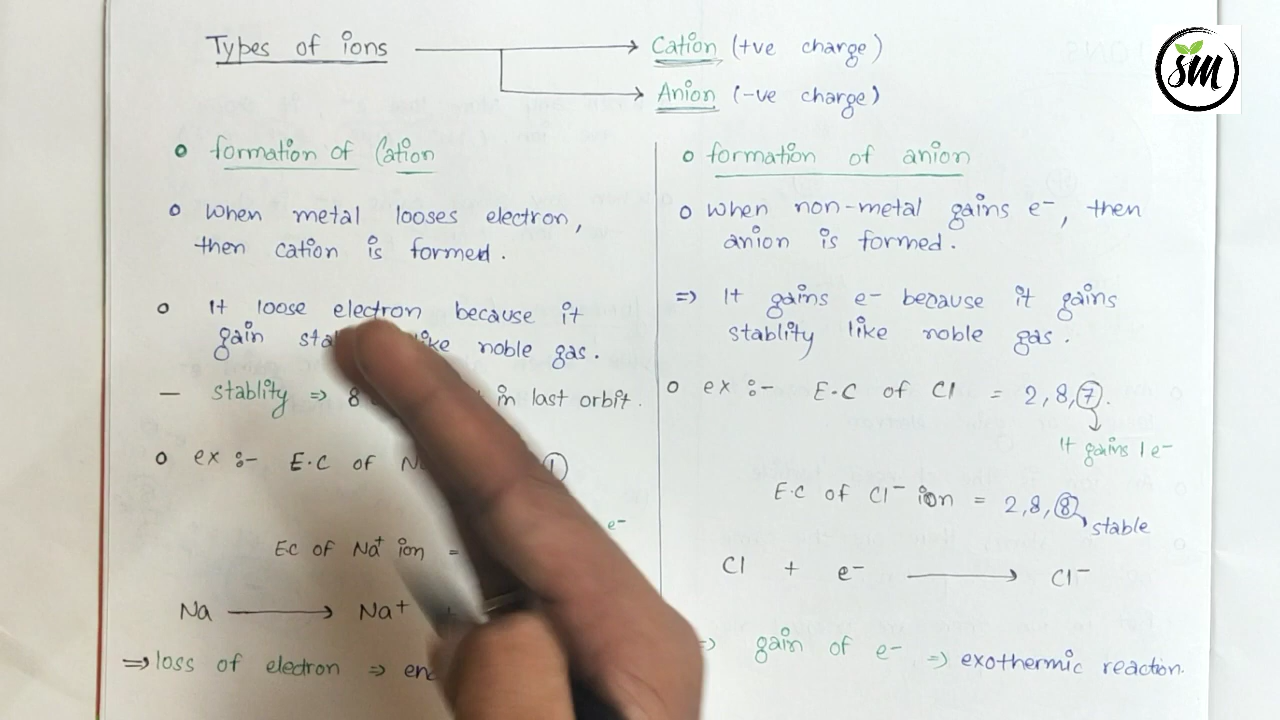 Types of ions
Cation (+ve charge)
Anion (-ve charge)
formation of Cation
When metal looses electron,
then cation is formed.
It loose electron because it
gain like noble gas.
— stablity ⇒ 8 in last orbit.
ex :- E.C of 1
e-
E.C of Na+ ion =
Na ⟶ Na+
⇒ loss of eledron ⇒
formation of anion
When non-metal gains e-, then
anion is formed.
⇒ It gains e- because it gains
stablity like noble gas.
ex :- E.C of Cl = 2,8,7.
It gains 1 e-
E.C of Cl- ion = 2,8,8
stable
Cl + e- ⟶ Cl-
⇒ gain of e- ⇒ exothermic reaction.
SM